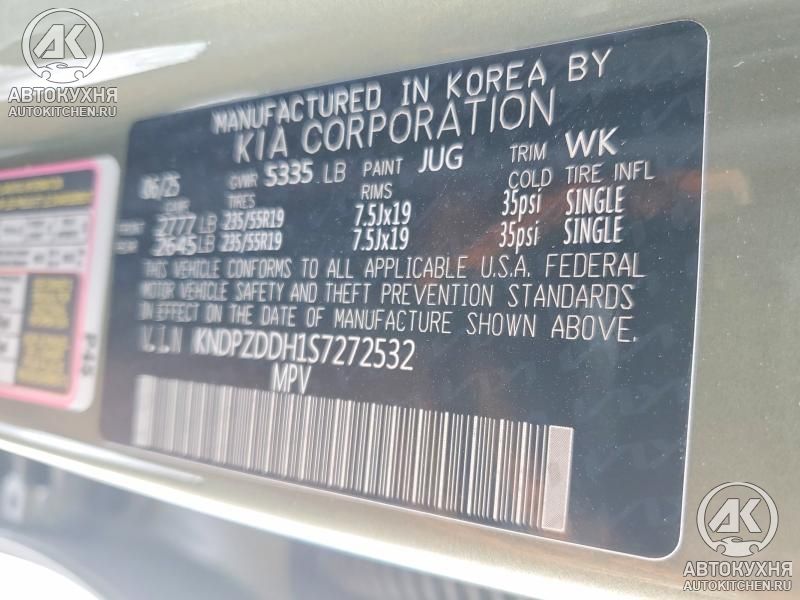 АК
АВТОКУХНЯ
AUTOKITCHEN.RU
MANUFACTURED IN KOREA BY
KIA CORPORATION
06/25 GVWR 5335 LB PAINT JUG TRIM WK
GAWR TIRES RIMS COLD TIRE INFL
FRONT 2777 LB 235/55R19 7.5Jx19 35psi SINGLE
REAR 2645 LB 235/55R19 7.5Jx19 35psi SINGLE
THIS VEHICLE CONFORMS TO ALL APPLICABLE U.S.A. FEDERAL
MOTOR VEHICLE SAFETY AND THEFT PREVENTION STANDARDS
IN EFFECT ON THE DATE OF MANUFACTURE SHOWN ABOVE.
V.I.N KNDPZDDH1S7272532
MPV
P4S
АК
АВТОКУХНЯ
AUTOKITCHEN.RU